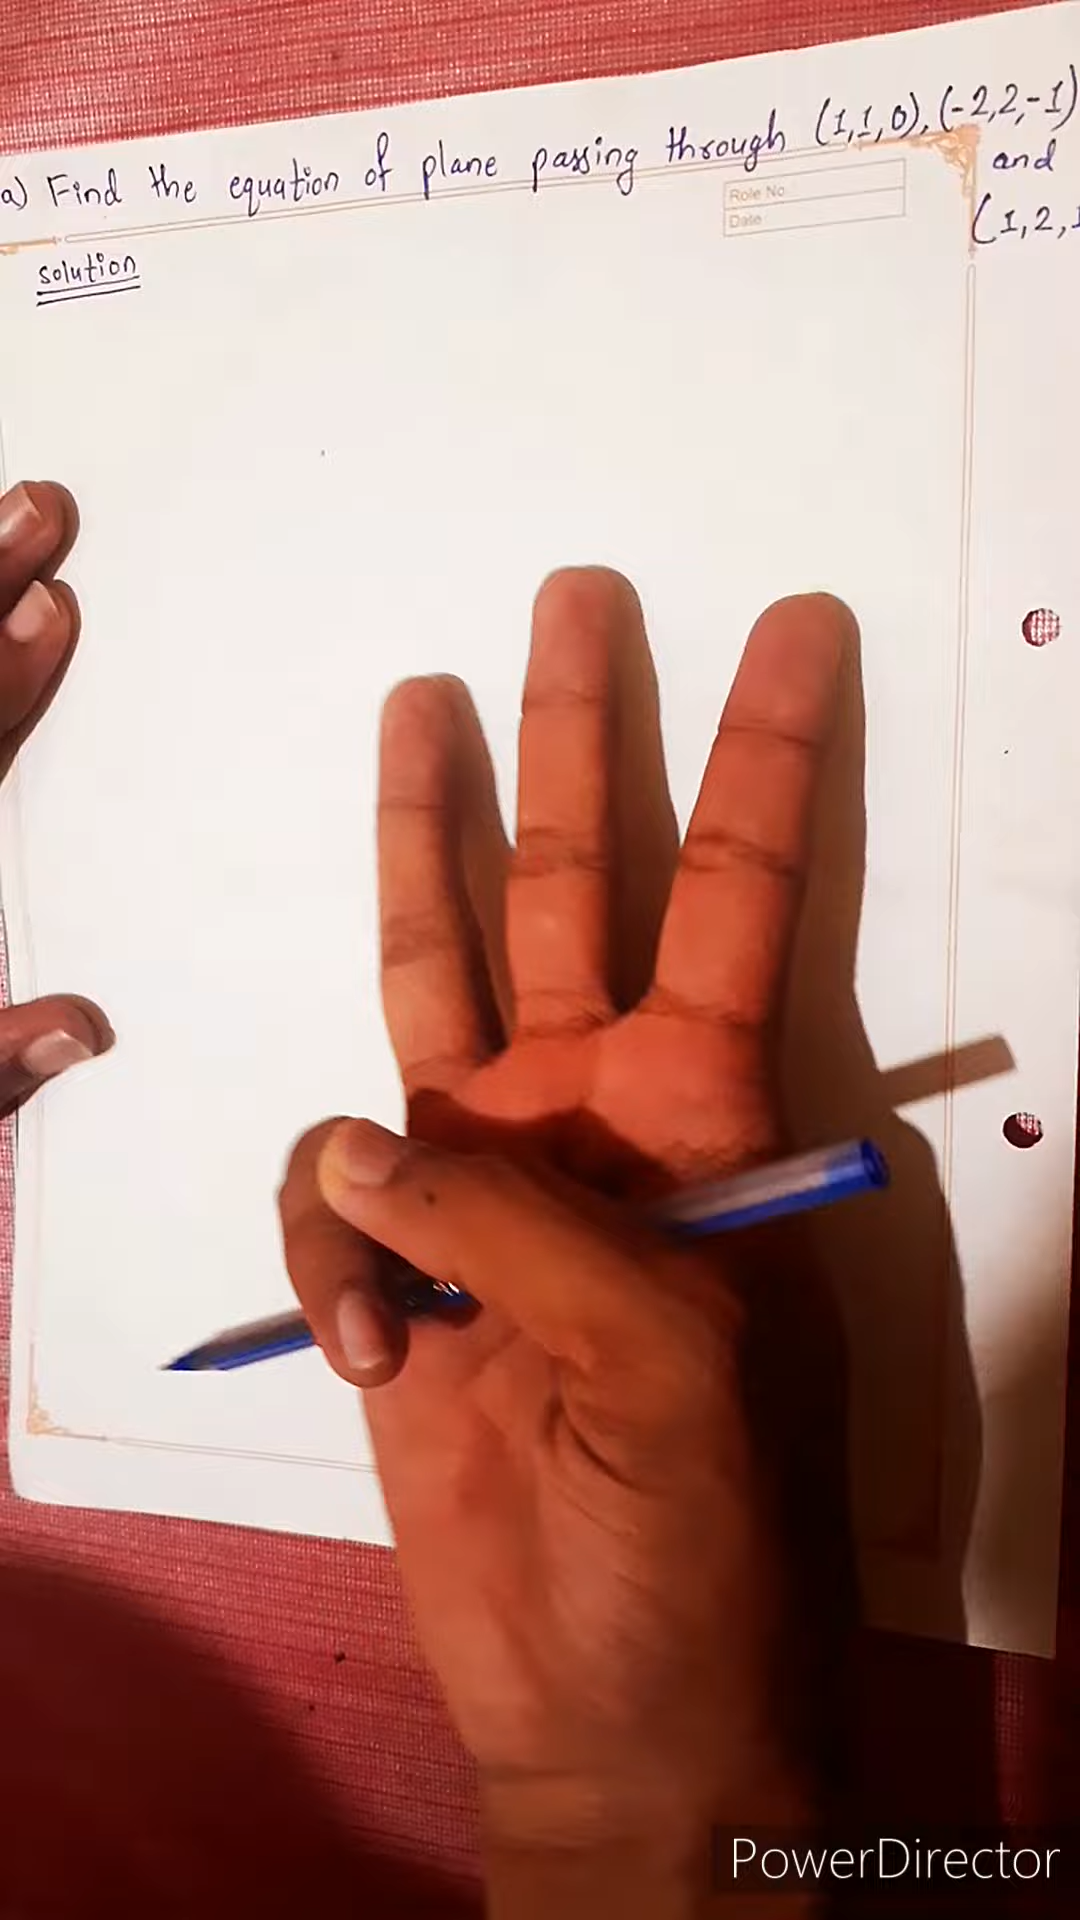 a) Find the equation of plane passing through (1,1,0), (-2,2,-1)
and
(1,2,1
Role No
Date
solution
PowerDirector